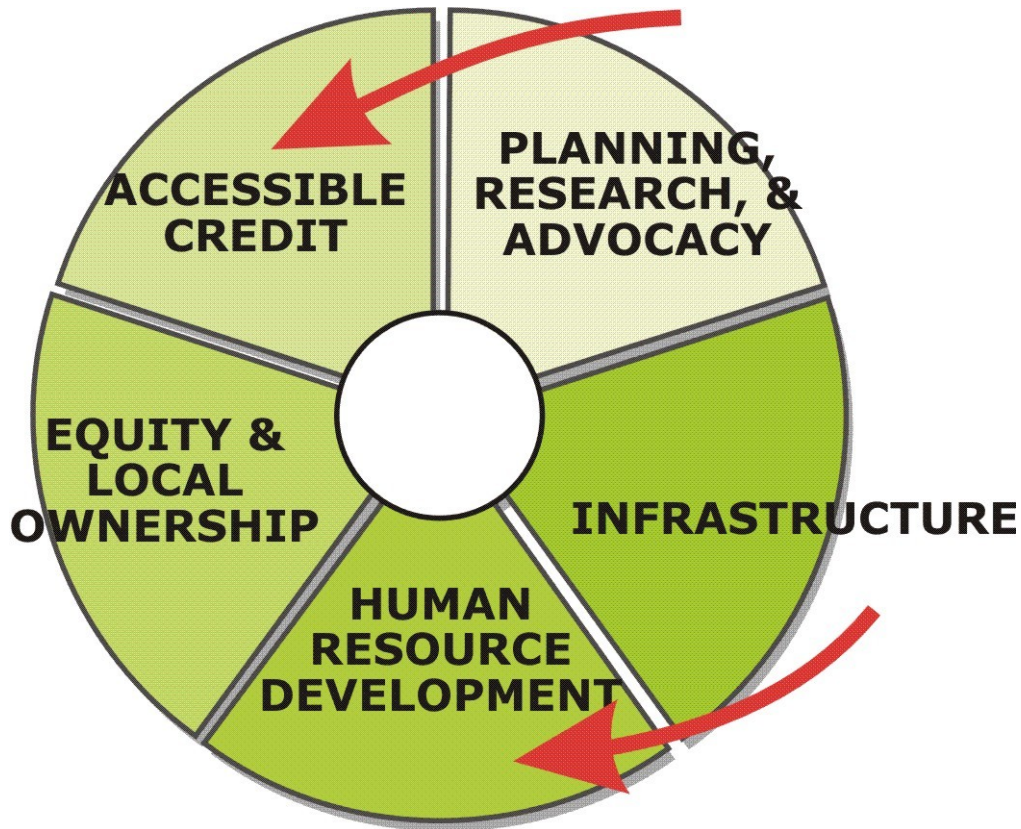 ACCESSIBLE
CREDIT
PLANNING,
RESEARCH, &
ADVOCACY
EQUITY &
LOCAL
OWNERSHIP
INFRASTRUCTURE
HUMAN
RESOURCE
DEVELOPMENT